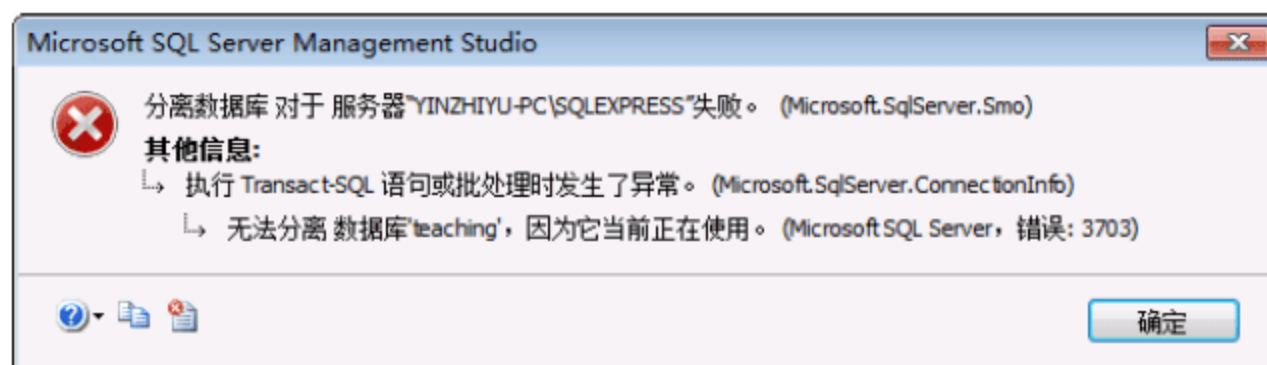 Microsoft SQL Server Management Studio
分离数据库 对于 服务器"YINZHIYU-PC\SQLEXPRESS"失败。 (Microsoft.SqlServer.Smo)
其他信息:
执行 Transact-SQL 语句或批处理时发生了异常。 (Microsoft.SqlServer.ConnectionInfo)
无法分离 数据库'teaching'，因为它当前正在使用。 (Microsoft SQL Server，错误: 3703)
确定